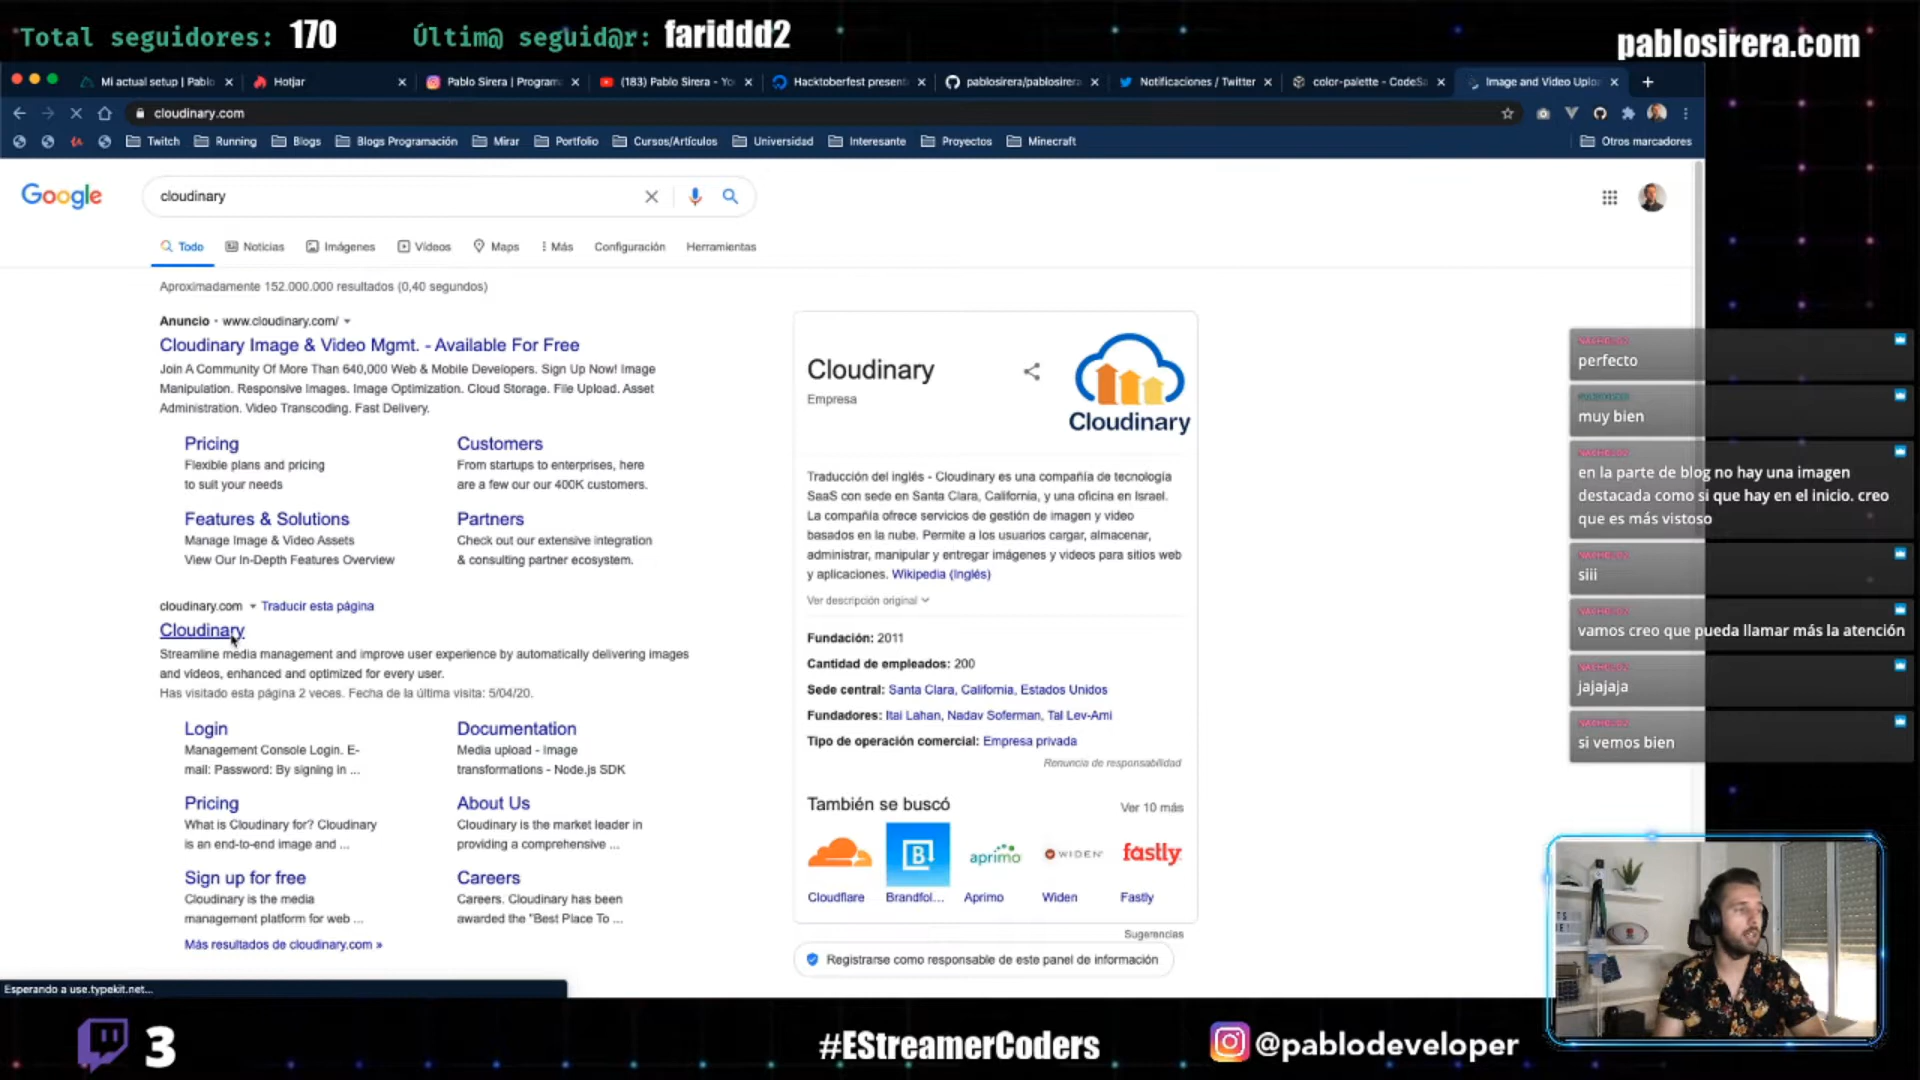 Total seguidores: 170
Últim@ seguid@r: fariddd2
pablosirera.com
Mi actual setup | Pablo
Hotjar
Pablo Sirera | Program
(183) Pablo Sirera - Yo
Hacktoberfest present
pablosirera/pablosirera
Notificaciones / Twitter
color-palette - CodeSa
Image and Video Uplo
cloudinary.com
Twitch
Running
Blogs
Blogs Programación
Mirar
Portfolio
Cursos/Artículos
Universidad
Interesante
Proyectos
Minecraft
Otros marcadores
Google
cloudinary
Todo
Noticias
Imágenes
Vídeos
Maps
Más
Configuración
Herramientas
Aproximadamente 152.000.000 resultados (0,40 segundos)
Anuncio · www.cloudinary.com/
Cloudinary Image & Video Mgmt. - Available For Free
Join A Community Of More Than 640,000 Web & Mobile Developers. Sign Up Now! Image
Manipulation. Responsive Images. Image Optimization. Cloud Storage. File Upload. Asset
Administration. Video Transcoding. Fast Delivery.
Pricing
Flexible plans and pricing
to suit your needs
Customers
From startups to enterprises, here
are a few our our 400K customers.
Features & Solutions
Manage Image & Video Assets
View Our In-Depth Features Overview
Partners
Check out our extensive integration
& consulting partner ecosystem.
cloudinary.com
Traducir esta página
Cloudinary
Streamline media management and improve user experience by automatically delivering images
and videos, enhanced and optimized for every user.
Has visitado esta página 2 veces. Fecha de la última visita: 5/04/20.
Login
Management Console Login. E-
mail: Password: By signing in ...
Documentation
Media upload - Image
transformations - Node.js SDK
Pricing
What is Cloudinary for? Cloudinary
is an end-to-end image and ...
About Us
Cloudinary is the market leader in
providing a comprehensive ...
Sign up for free
Cloudinary is the media
management platform for web ...
Careers
Careers. Cloudinary has been
awarded the "Best Place To ...
Más resultados de cloudinary.com »
Esperando a use.typekit.net...
Cloudinary
Empresa
Cloudinary
Traducción del inglés - Cloudinary es una compañía de tecnología
SaaS con sede en Santa Clara, California, y una oficina en Israel.
La compañía ofrece servicios de gestión de imagen y video
basados en la nube. Permite a los usuarios cargar, almacenar,
administrar, manipular y entregar imágenes y videos para sitios web
y aplicaciones. Wikipedia (Inglés)
Ver descripción original
Fundación: 2011
Cantidad de empleados: 200
Sede central: Santa Clara, California, Estados Unidos
Fundadores: Itai Lahan, Nadav Soferman, Tal Lev-Ami
Tipo de operación comercial: Empresa privada
Renuncia de responsabilidad
También se buscó
Ver 10 más
aprimo
WIDEN
fastly
Cloudflare
Brandfol...
Aprimo
Widen
Fastly
Sugerencias
Registrarse como responsable de este panel de información
perfecto
muy bien
en la parte de blog no hay una imagen
destacada como si que hay en el inicio. creo
que es más vistoso
siii
vamos creo que pueda llamar más la atención
jajajaja
si vemos bien
3
#EStreamerCoders
@pablodeveloper